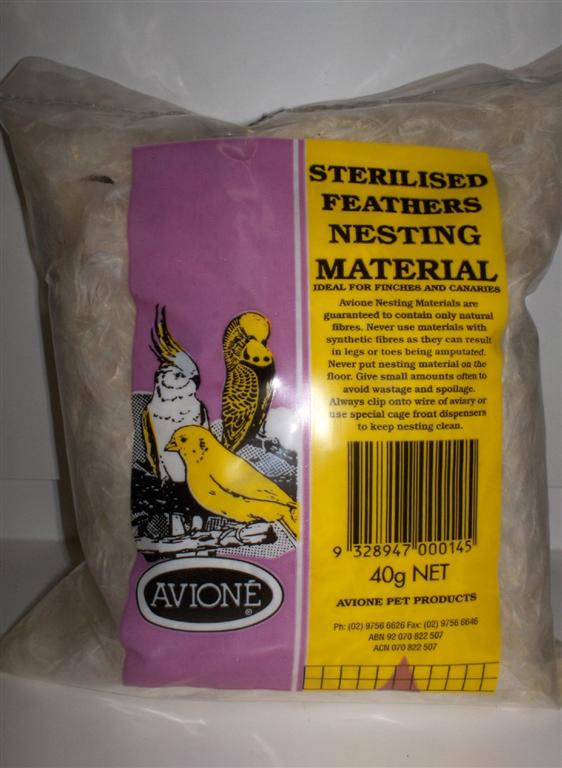 STERILISED
FEATHERS
NESTING
MATERIAL
IDEAL FOR FINCHES AND CANARIES
Avione Nesting Materials are
guaranteed to contain only natural
fibres. Never use materials with
synthetic fibres as they can result
in legs or toes being amputated.
Never put nesting material on the
floor. Give small amounts often to
avoid wastage and spoilage.
Always clip onto wire of aviary or
use special cage front dispensers
to keep nesting clean.
9 328947 000145
40g NET
AVIONE PET PRODUCTS
Ph: (02) 9756 6626 Fax: (02) 9756 6646
ABN 92 070 822 507
ACN 070 822 507
AVIONÉ
®